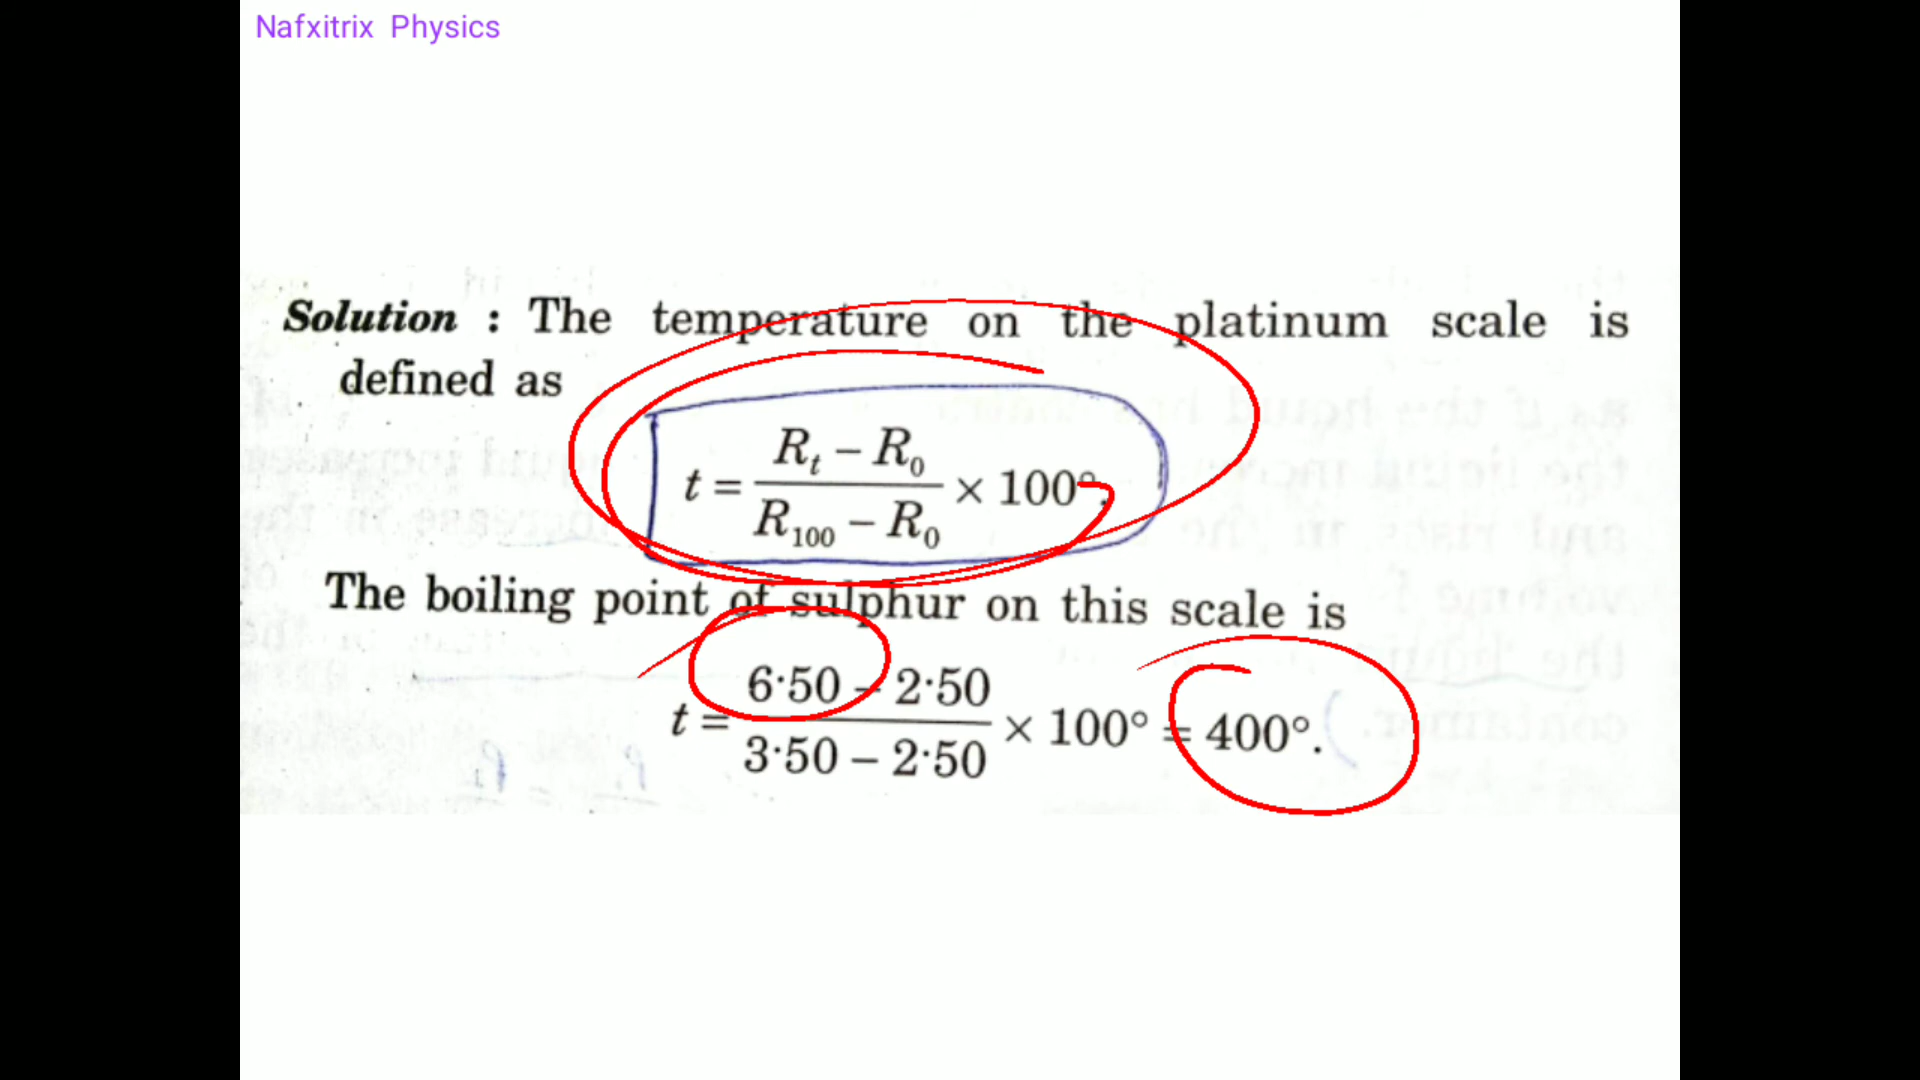 Nafxitrix Physics
Solution : The temperature on the platinum scale is
defined as
t = (R_t − R_0) / (R_100 − R_0) × 100°.
The boiling point of sulphur on this scale is
t = (6·50 − 2·50) / (3·50 − 2·50) × 100° = 400°.